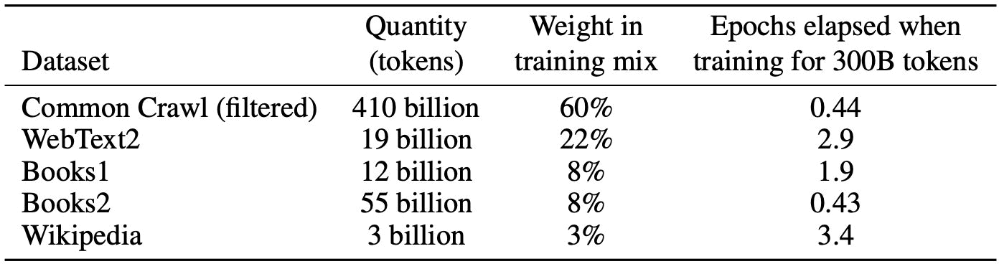 Quantity Weight in Epochs elapsed when
Dataset (tokens) training mix training for 300B tokens
Common Crawl (filtered) 410 billion 60% 0.44
WebText2 19 billion 22% 2.9
Books1 12 billion 8% 1.9
Books2 55 billion 8% 0.43
Wikipedia 3 billion 3% 3.4